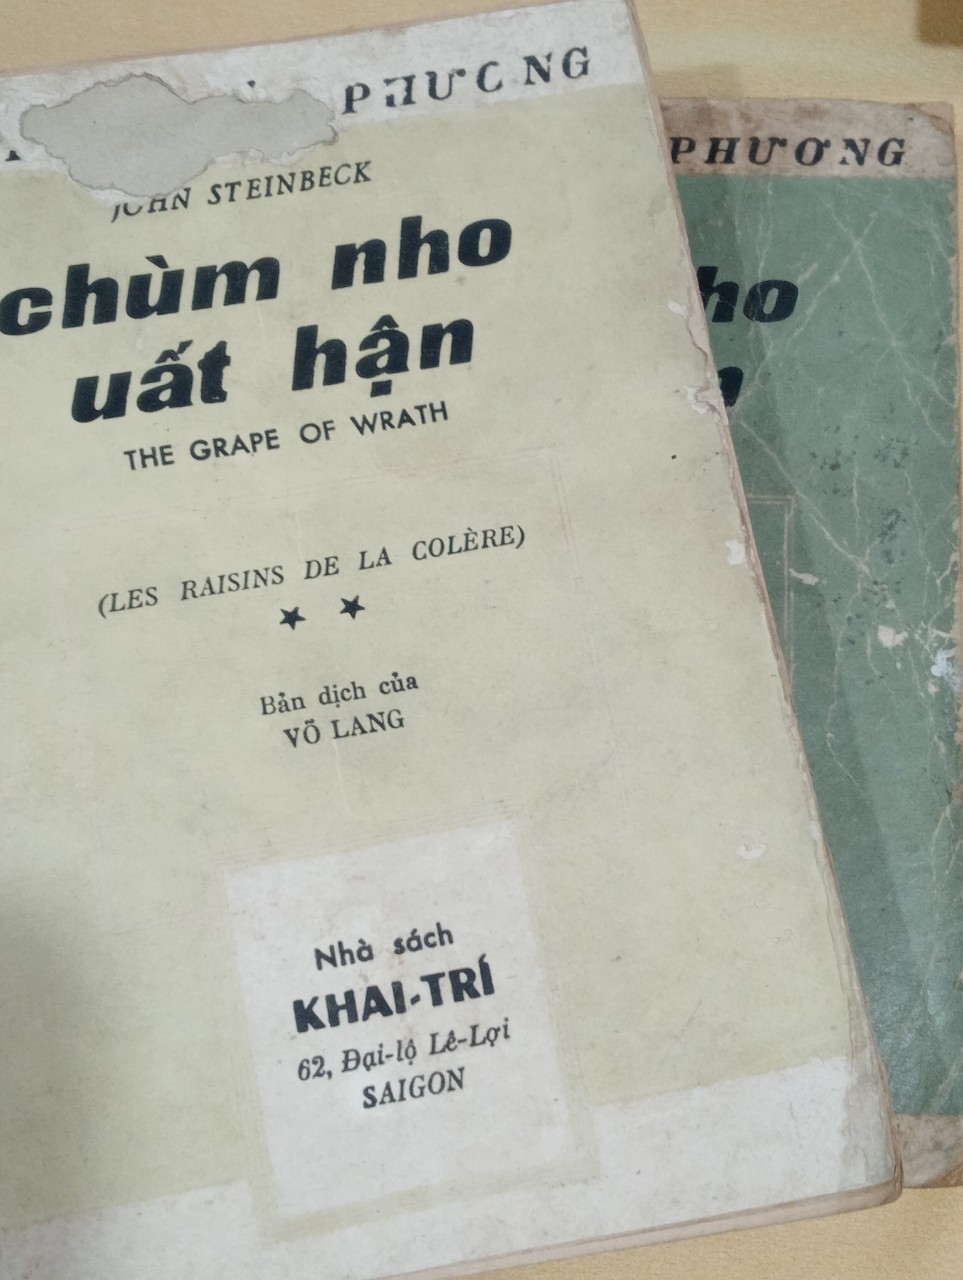 PHƯƠNG
JOHN STEINBECK
chùm nho
uất hận
THE GRAPE OF WRATH
(LES RAISINS DE LA COLÈRE)
Bản dịch của
VÕ LANG
Nhà sách
KHAI-TRÍ
62, Đại-lộ Lê-Lợi
SAIGON
PHƯƠNG
ho